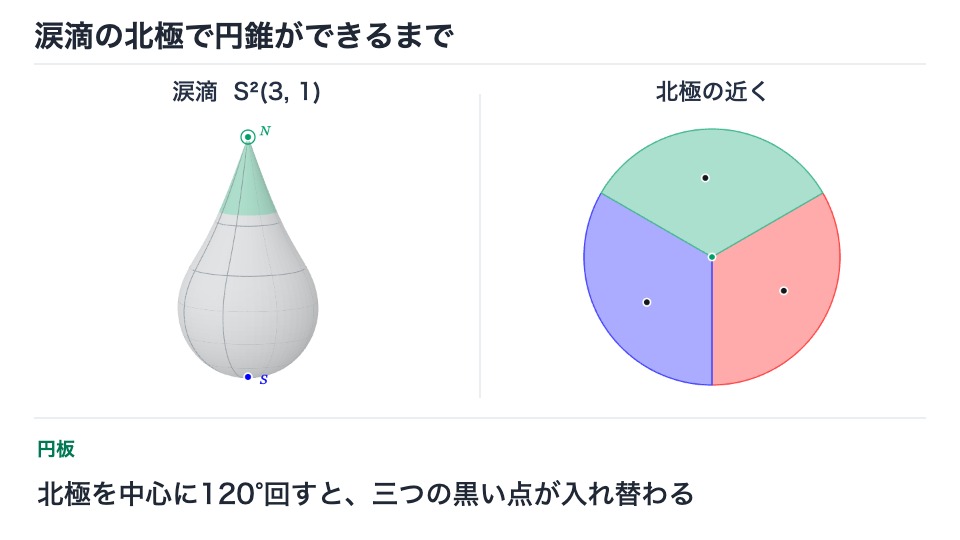 涙滴の北極で円錐ができるまで
涙滴 S²(3, 1)
北極の近く
N
S
円板
北極を中心に120°回すと、三つの黒い点が入れ替わる